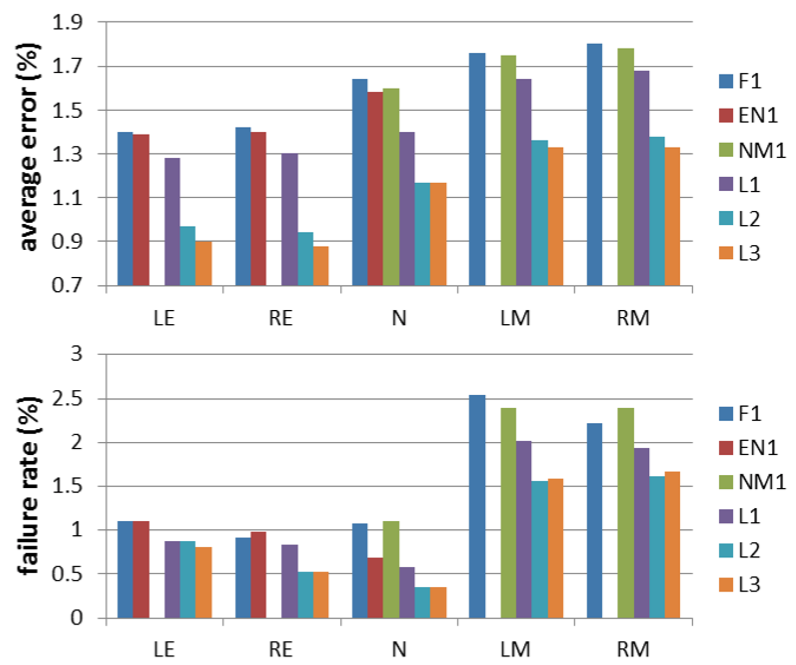 average error (%)
1.9
1.7
1.5
1.3
1.1
0.9
0.7
LE RE N LM RM
F1
EN1
NM1
L1
L2
L3
failure rate (%)
3
2.5
2
1.5
1
0.5
0
LE RE N LM RM
F1
EN1
NM1
L1
L2
L3